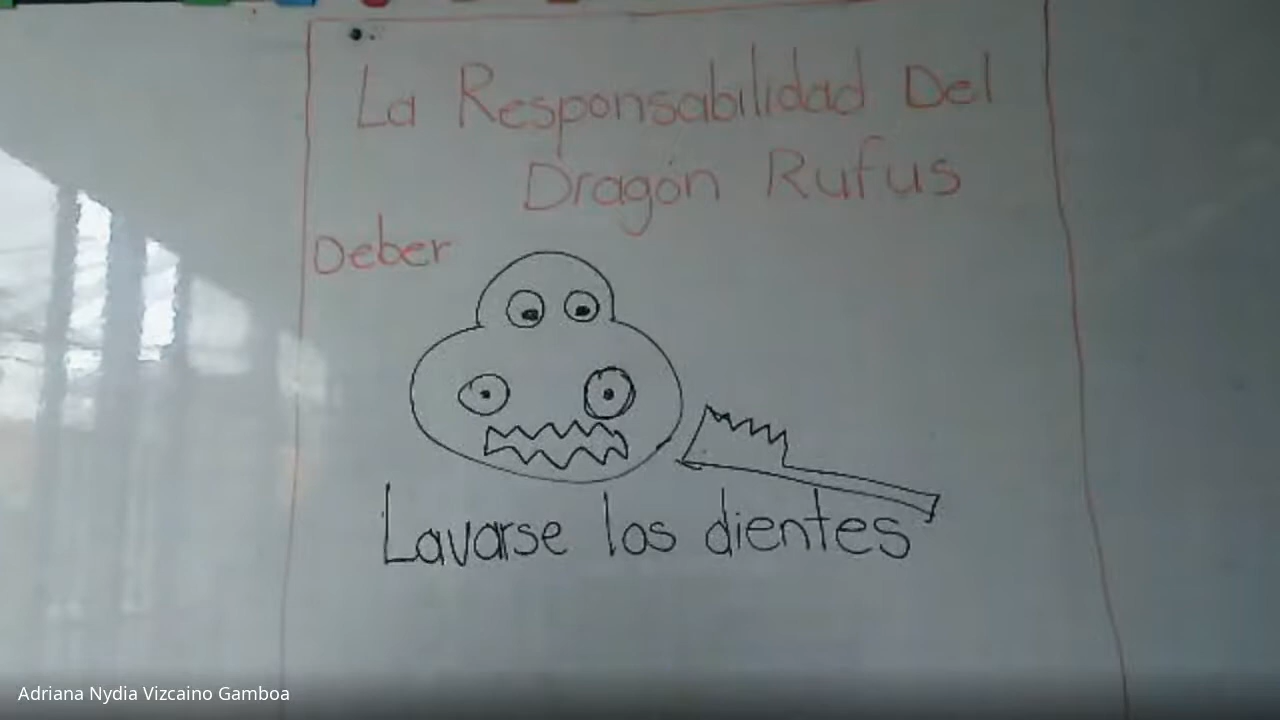 La Responsabilidad Del
Dragón Rufus
Deber
Lavarse los dientes
Adriana Nydia Vizcaino Gamboa